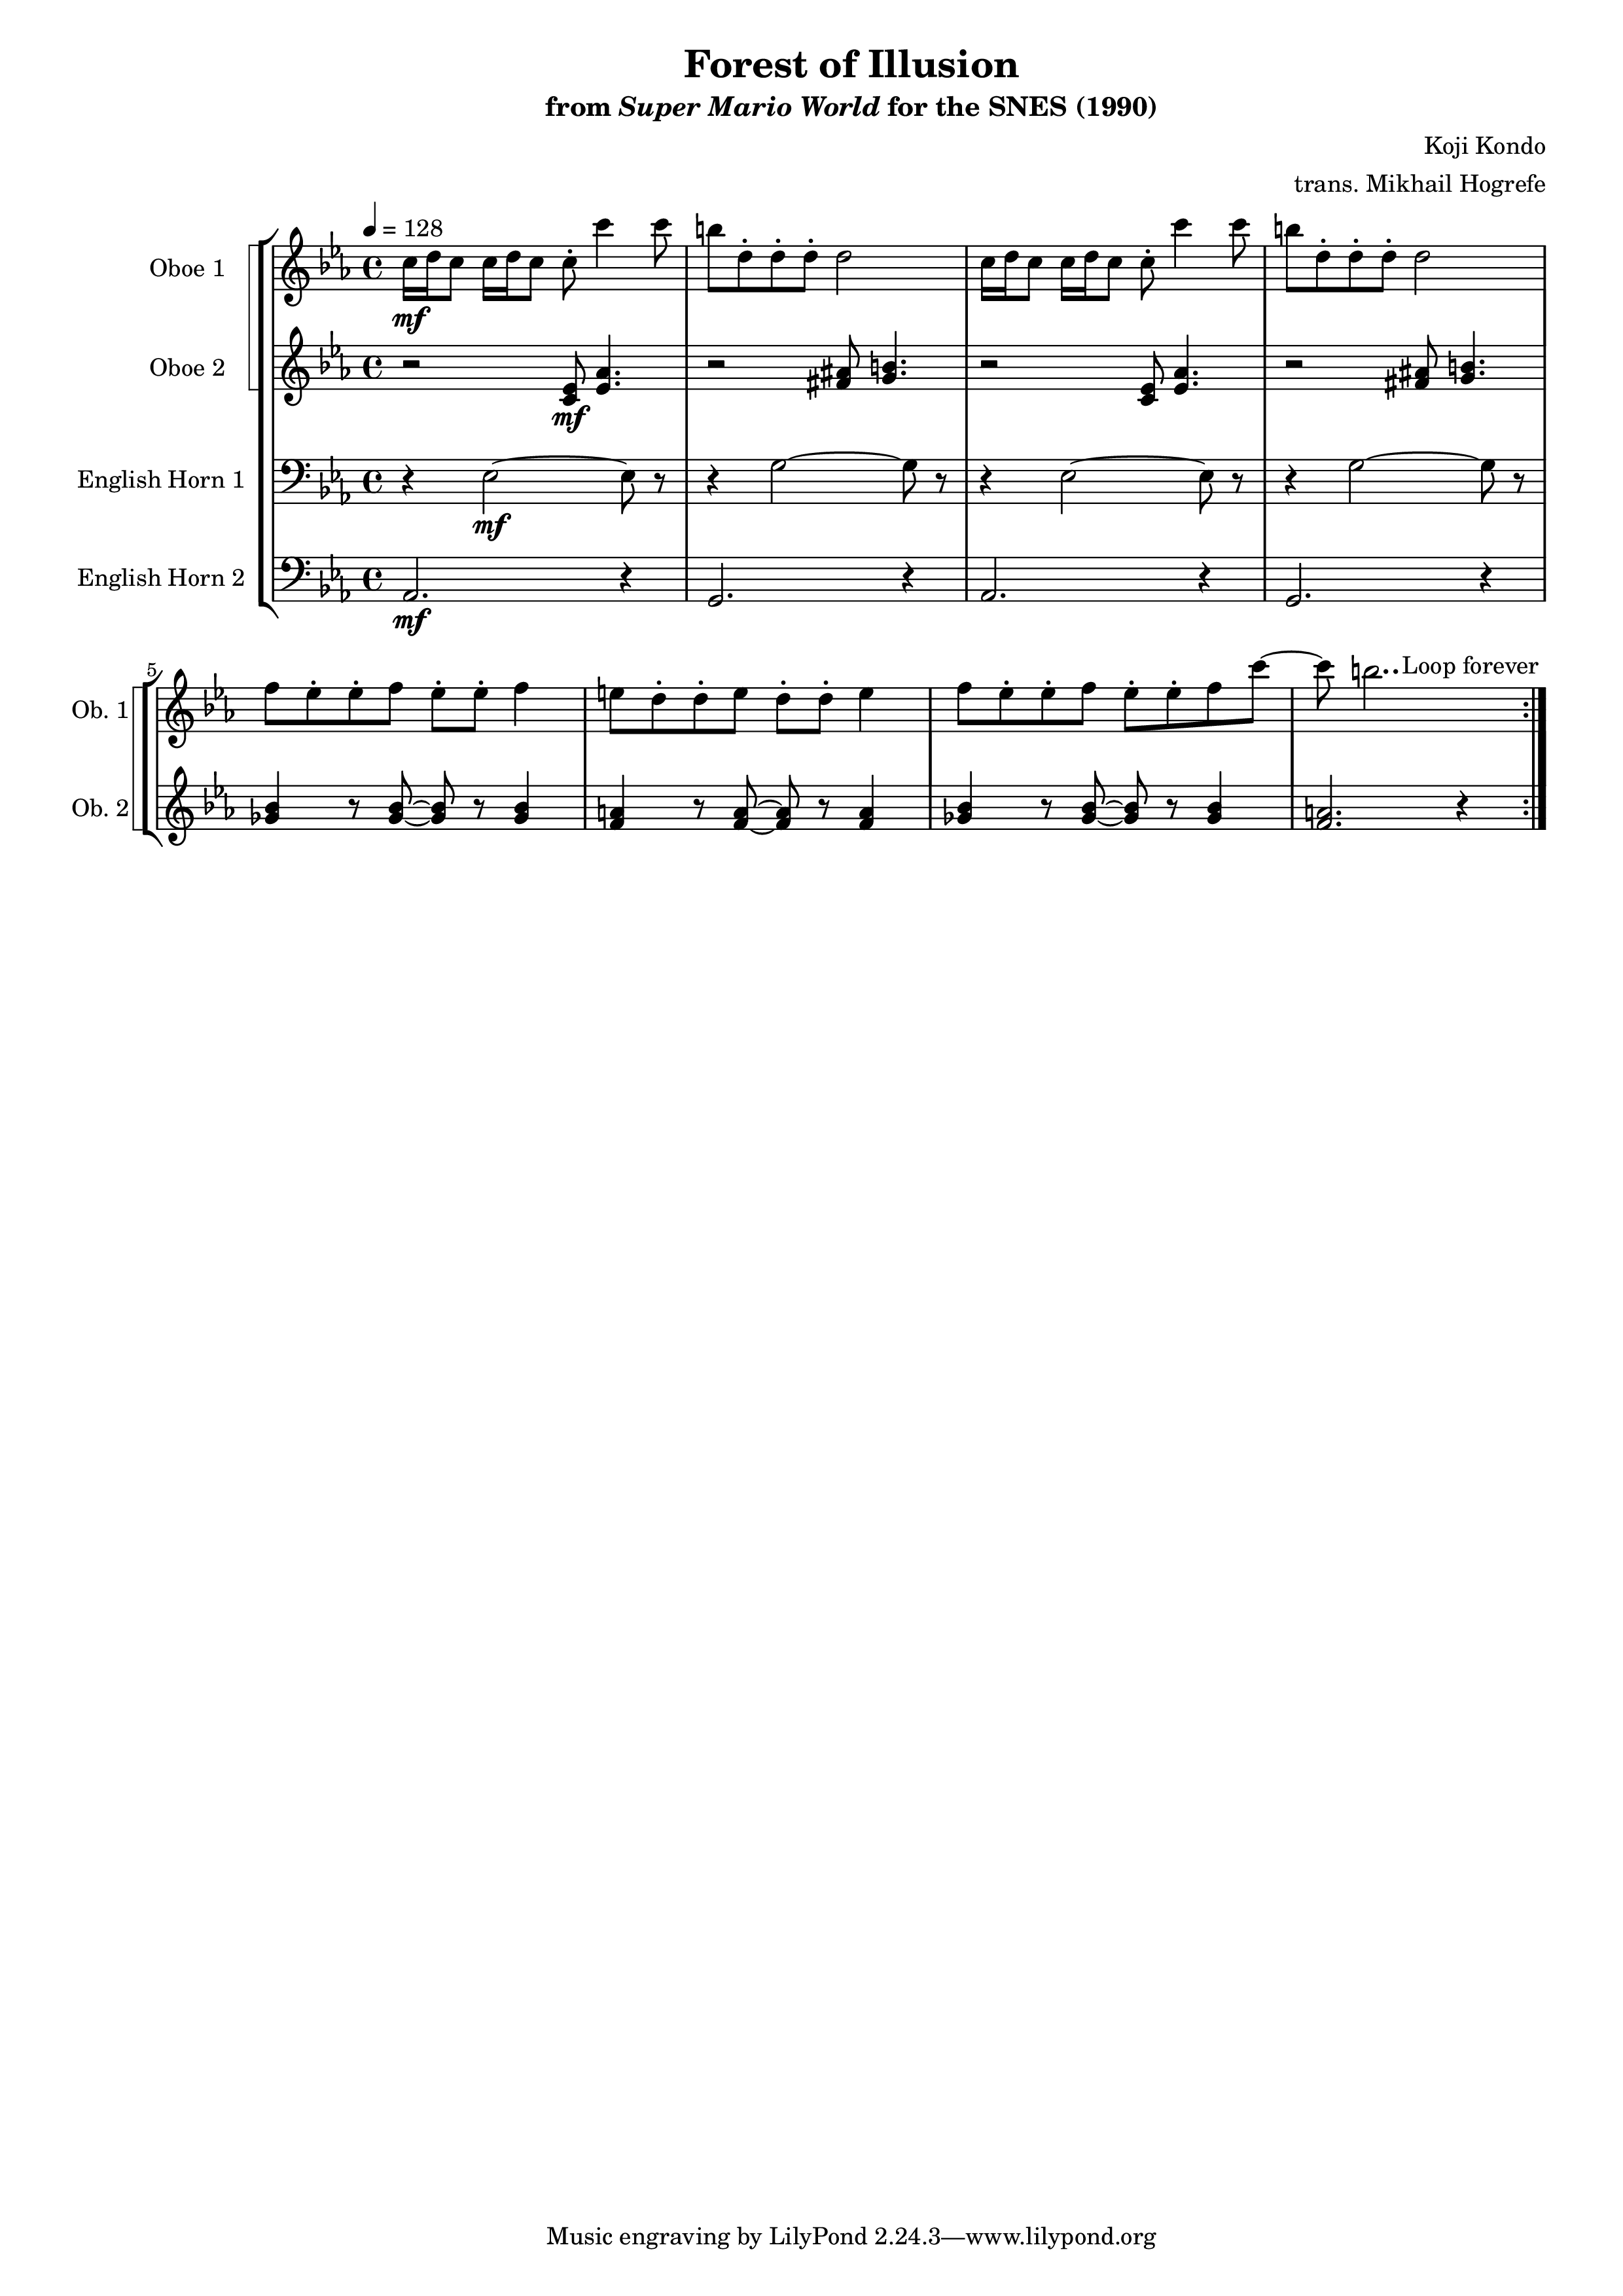 Forest of Illusion
from Super Mario World for the SNES (1990)
Koji Kondo
trans. Mikhail Hogrefe
♩ = 128
Oboe 1
mf
Oboe 2
mf
English Horn 1
mf
English Horn 2
mf
5
Loop forever
Ob. 1
Ob. 2
Music engraving by LilyPond 2.24.3—www.lilypond.org